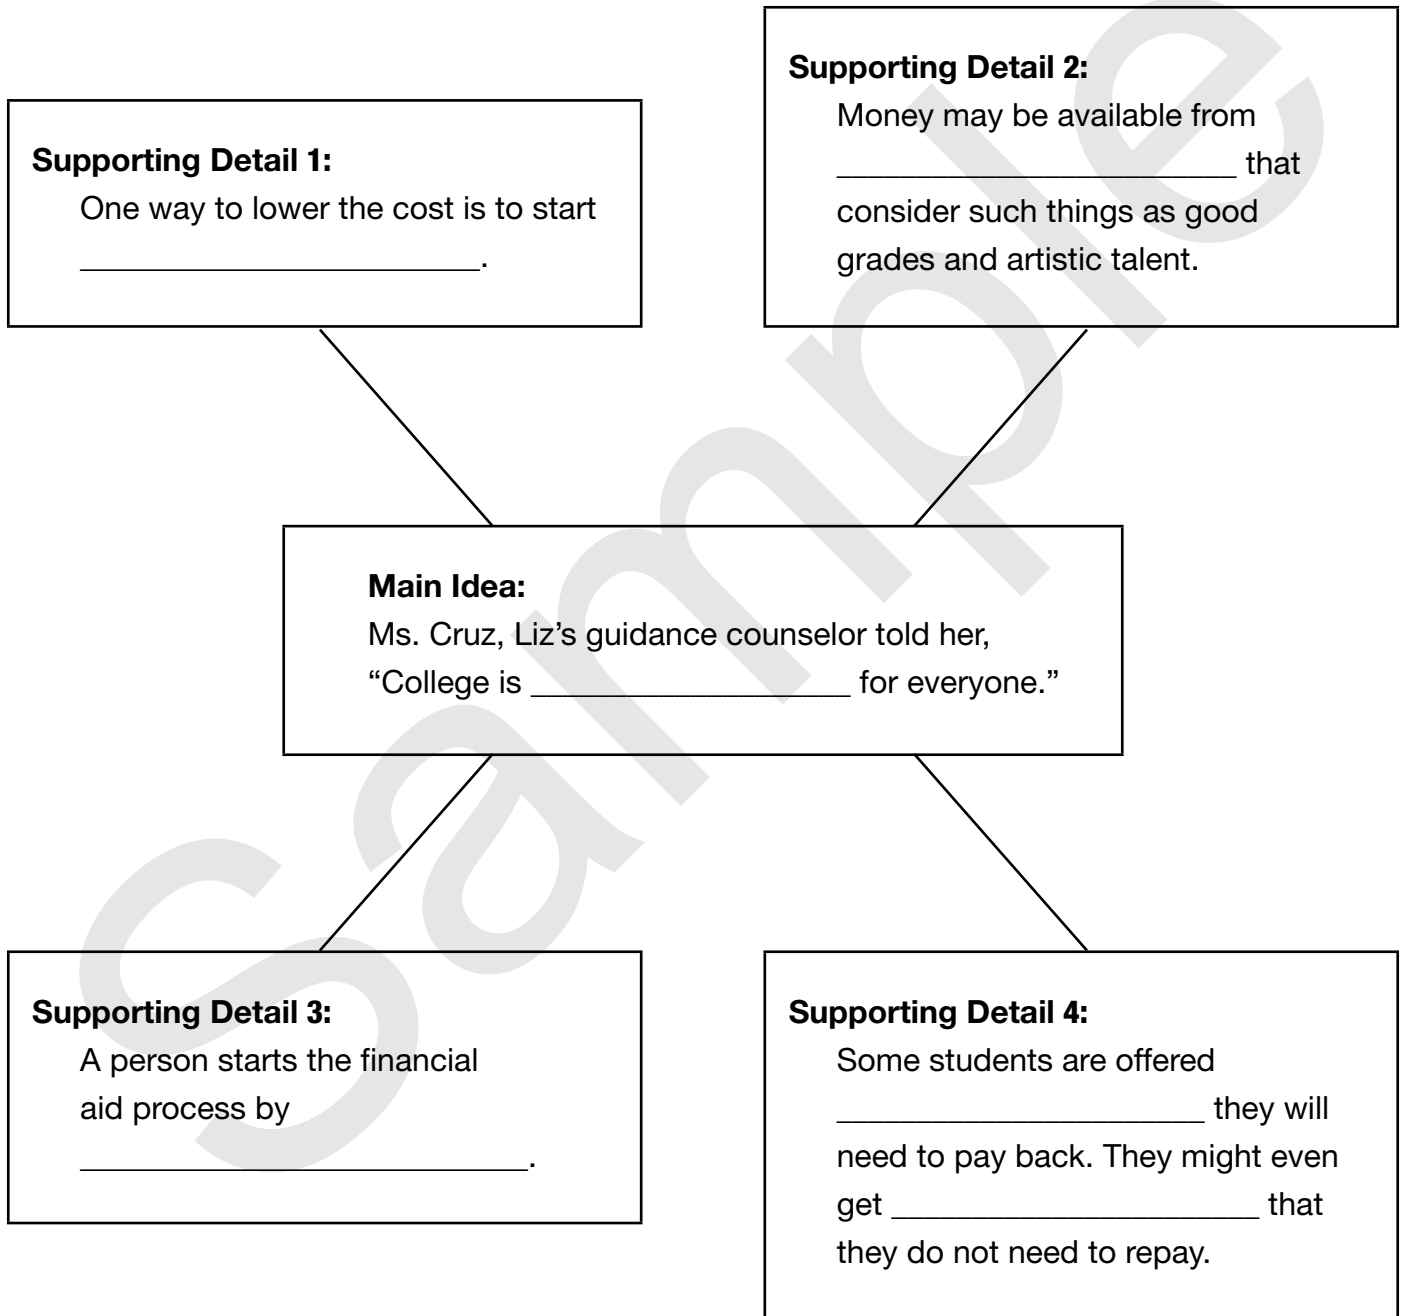 Supporting Detail 1:
One way to lower the cost is to start
_________________________.
Supporting Detail 2:
Money may be available from
_________________________ that
consider such things as good
grades and artistic talent.
Main Idea:
Ms. Cruz, Liz’s guidance counselor told her,
“College is ____________________ for everyone.”
Supporting Detail 3:
A person starts the financial
aid process by
____________________________.
Supporting Detail 4:
Some students are offered
_______________________ they will
need to pay back. They might even
get _______________________ that
they do not need to repay.
Sample